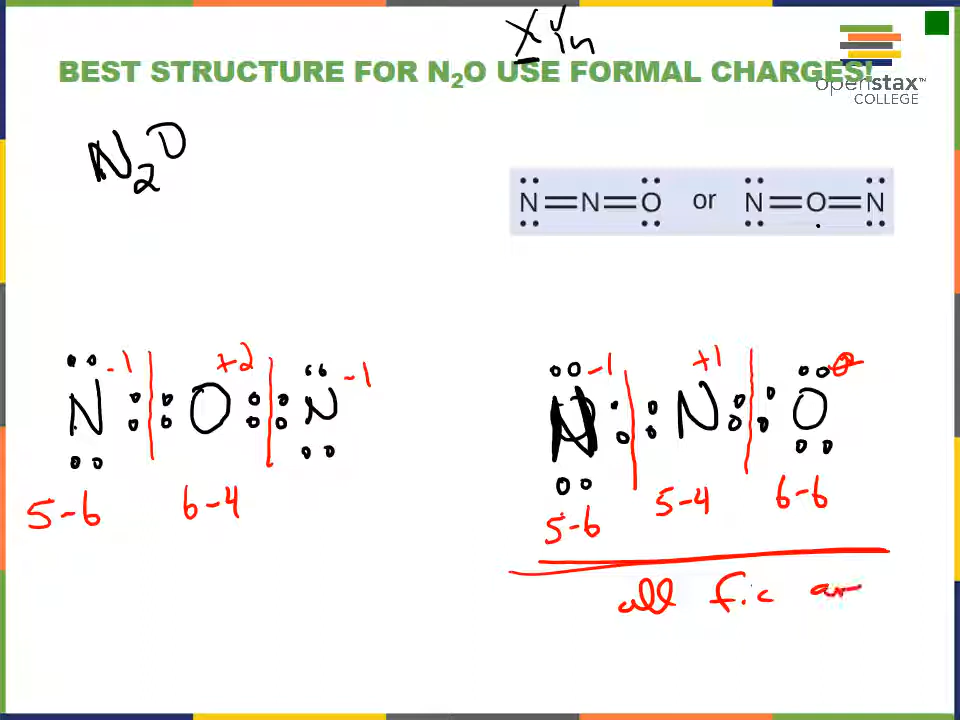 X in
BEST STRUCTURE FOR N₂O USE FORMAL CHARGES!
openstax™
COLLEGE
N₂O
N=N=O or N=O=N
-1 +2 -1
N O N
5-6 6-4
-1 +1 0
N N O
5-6 5-4 6-6
all f.c